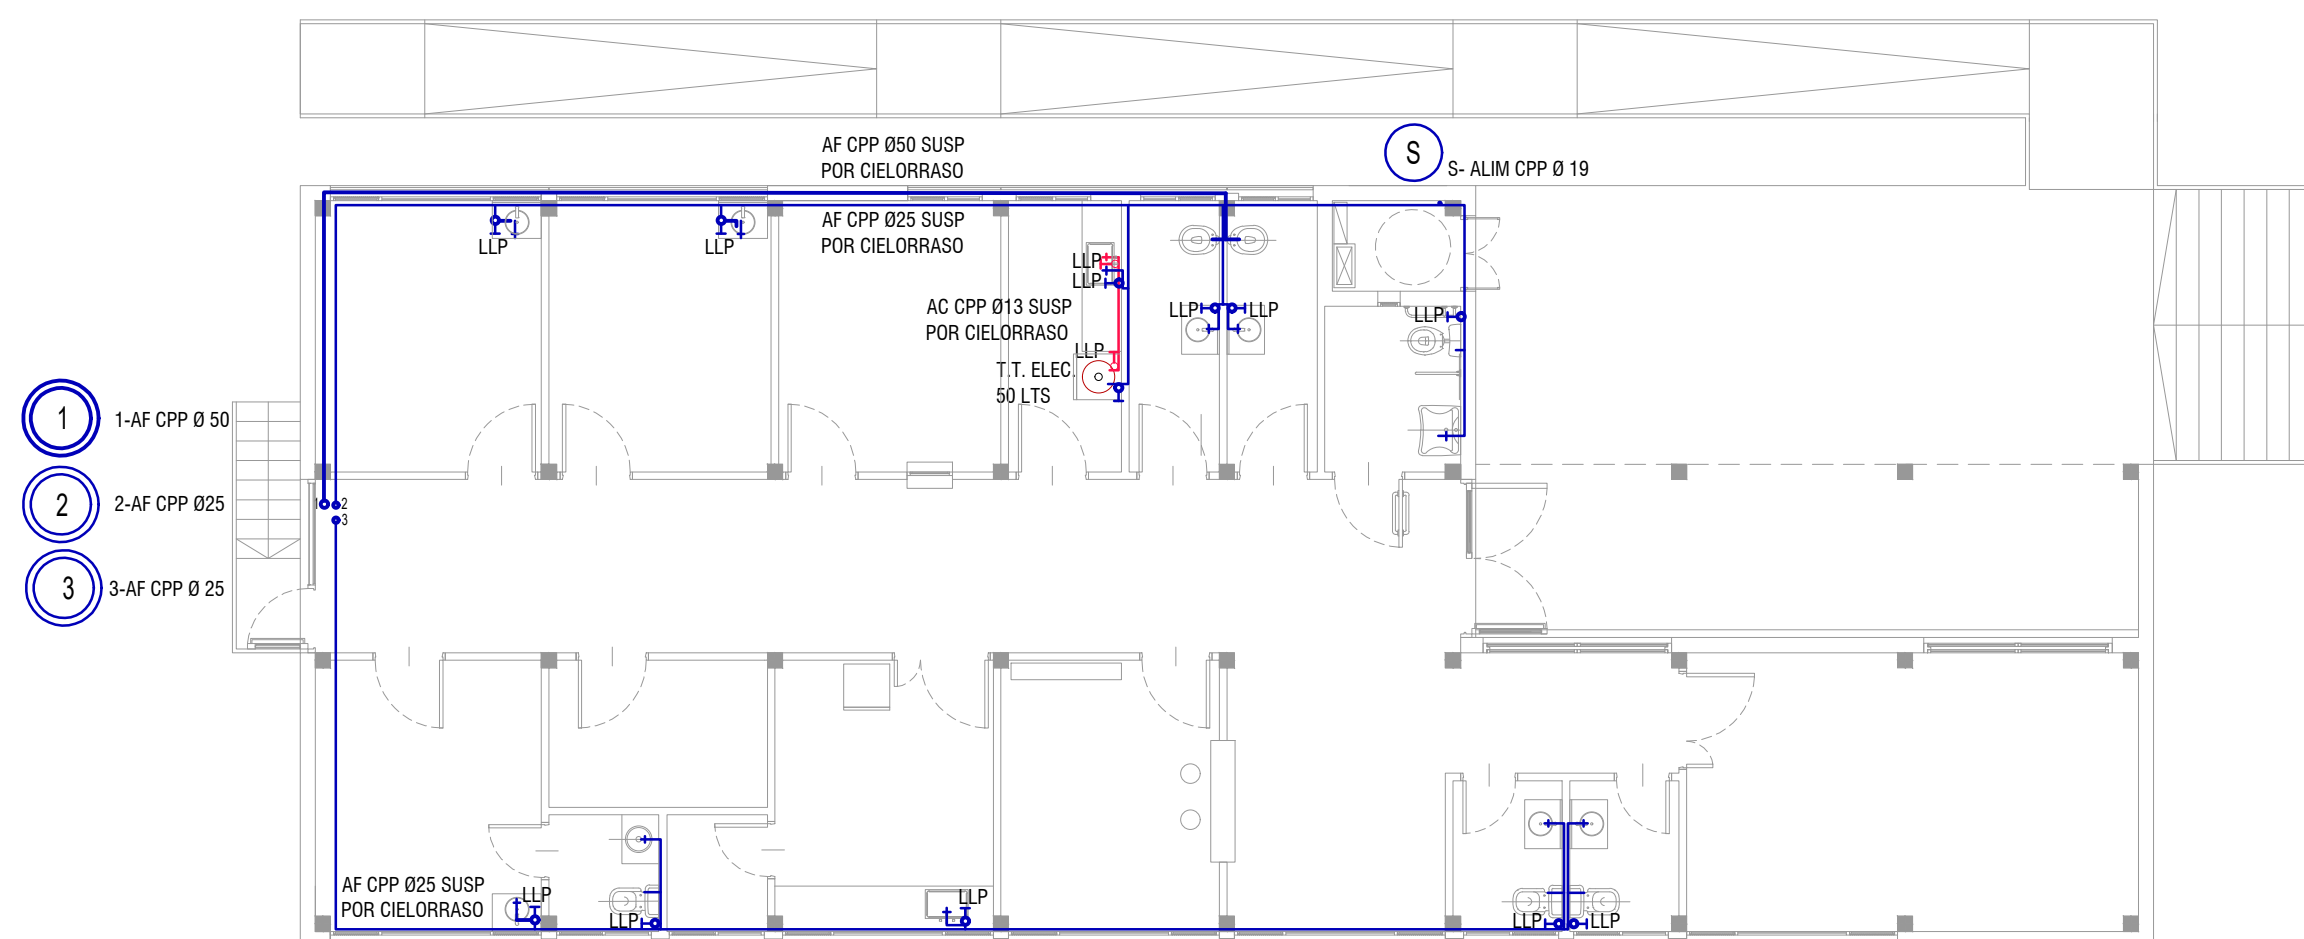 AF CPP Ø50 SUSP
POR CIELORRASO
S
S- ALIM CPP Ø 19
AF CPP Ø25 SUSP
POR CIELORRASO
LLP
LLP
LLP
LLP
AC CPP Ø13 SUSP
POR CIELORRASO
LLP
LLP
LLP
LLP
T.T. ELEC.
50 LTS
1
1-AF CPP Ø 50
2
2-AF CPP Ø25
1
2
3
3
3-AF CPP Ø 25
AF CPP Ø25 SUSP
POR CIELORRASO
LLP
LLP
LLP
LLP
LLP